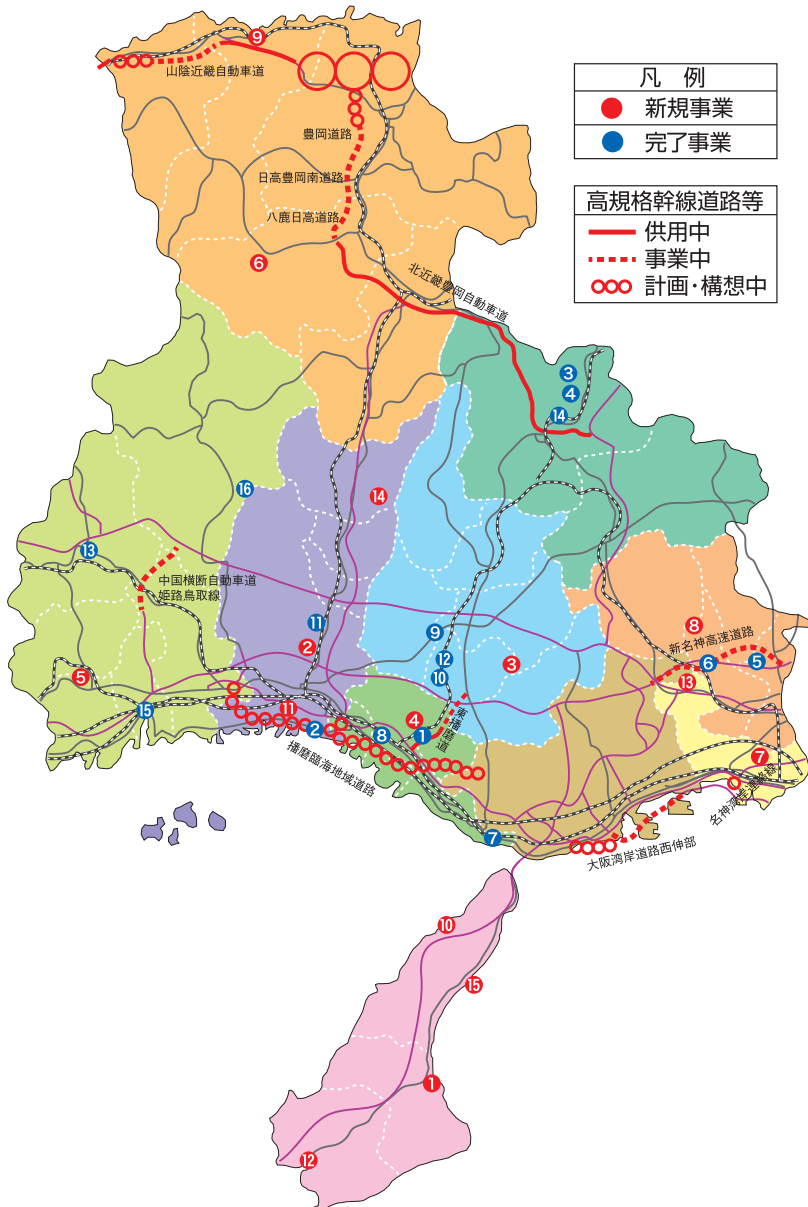 凡 例
新規事業
完了事業
高規格幹線道路等
供用中
事業中
計画・構想中
9
山陰近畿自動車道
豊岡道路
日高豊岡南道路
八鹿日高道路
6
北近畿豊岡自動車道
3
4
14
16
14
13
中国横断自動車道
姫路鳥取線
11
2
9
12
10
3
8
新名神高速道路
6
5
13
5
15
11
2
8
4
1
東播磨道
播磨臨海地域道路
7
7
名神湾岸連絡線
大阪湾岸道路西伸部
10
15
1
12